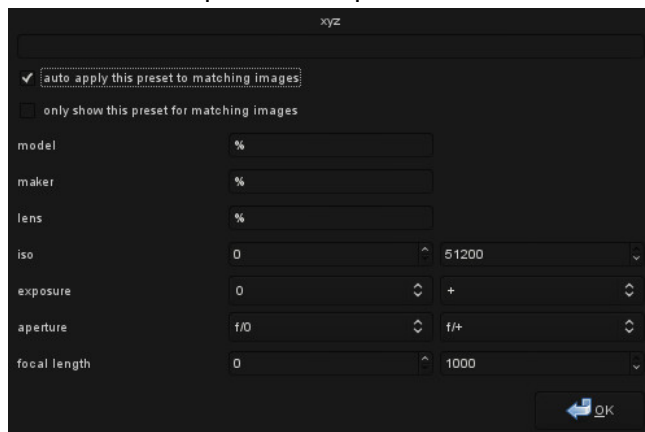 xyz
auto apply this preset to matching images
only show this preset for matching images
model %
maker %
lens %
iso 0 51200
exposure 0 +
aperture f/0 f/+
focal length 0 1000
OK